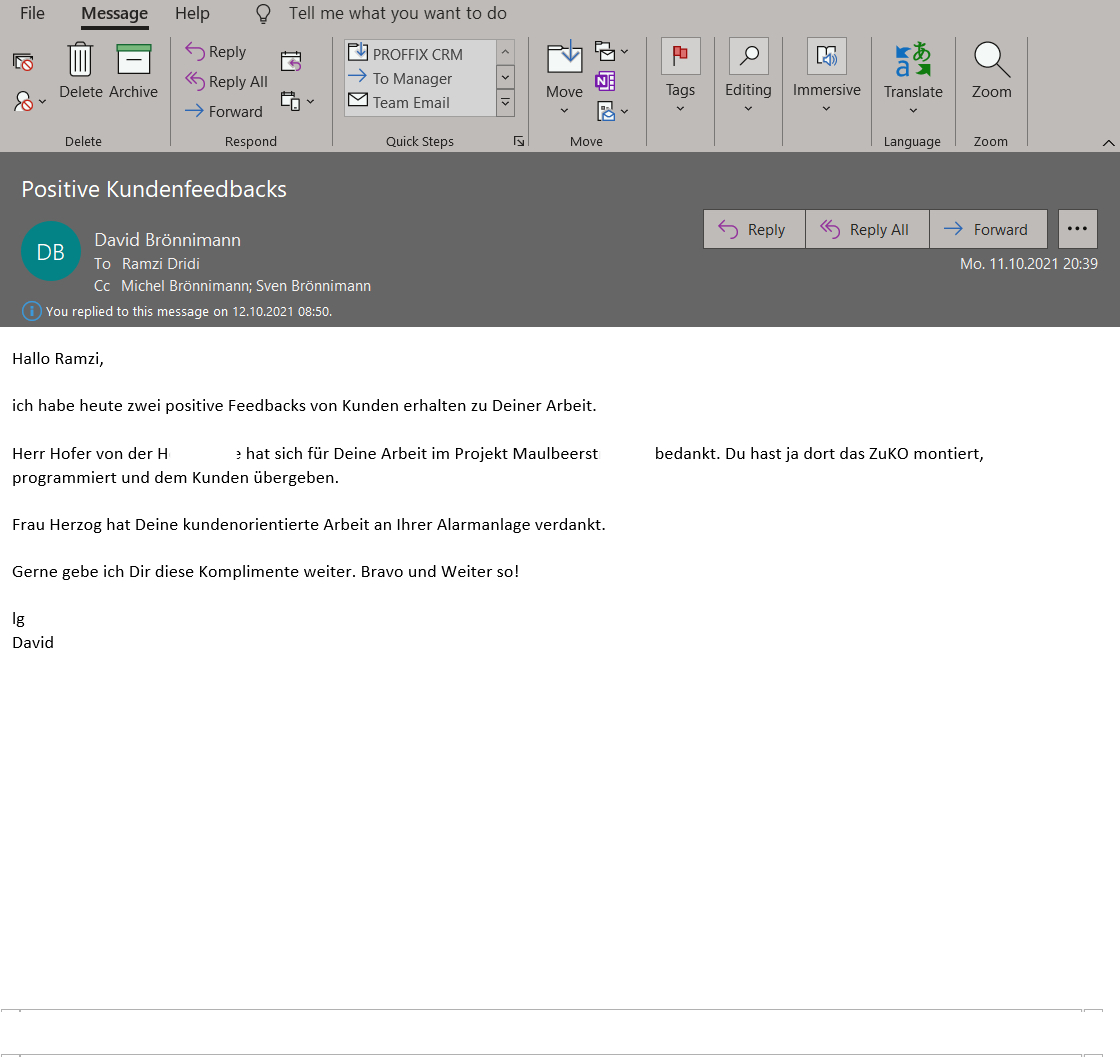 File Message Help Tell me what you want to do
Delete Archive
Reply
Reply All
Forward
PROFFIX CRM
To Manager
Team Email
Move
Tags
Editing
Immersive
Translate
Zoom
Delete Respond Quick Steps Move Language Zoom
Positive Kundenfeedbacks
DB
David Brönnimann
To Ramzi Dridi
Cc Michel Brönnimann; Sven Brönnimann
Reply Reply All Forward
Mo. 11.10.2021 20:39
You replied to this message on 12.10.2021 08:50.
Hallo Ramzi,
ich habe heute zwei positive Feedbacks von Kunden erhalten zu Deiner Arbeit.
Herr Hofer von der hat sich für Deine Arbeit im Projekt Maulbeerst bedankt. Du hast ja dort das ZuKO montiert,
programmiert und dem Kunden übergeben.
Frau Herzog hat Deine kundenorientierte Arbeit an Ihrer Alarmanlage verdankt.
Gerne gebe ich Dir diese Komplimente weiter. Bravo und Weiter so!
lg
David